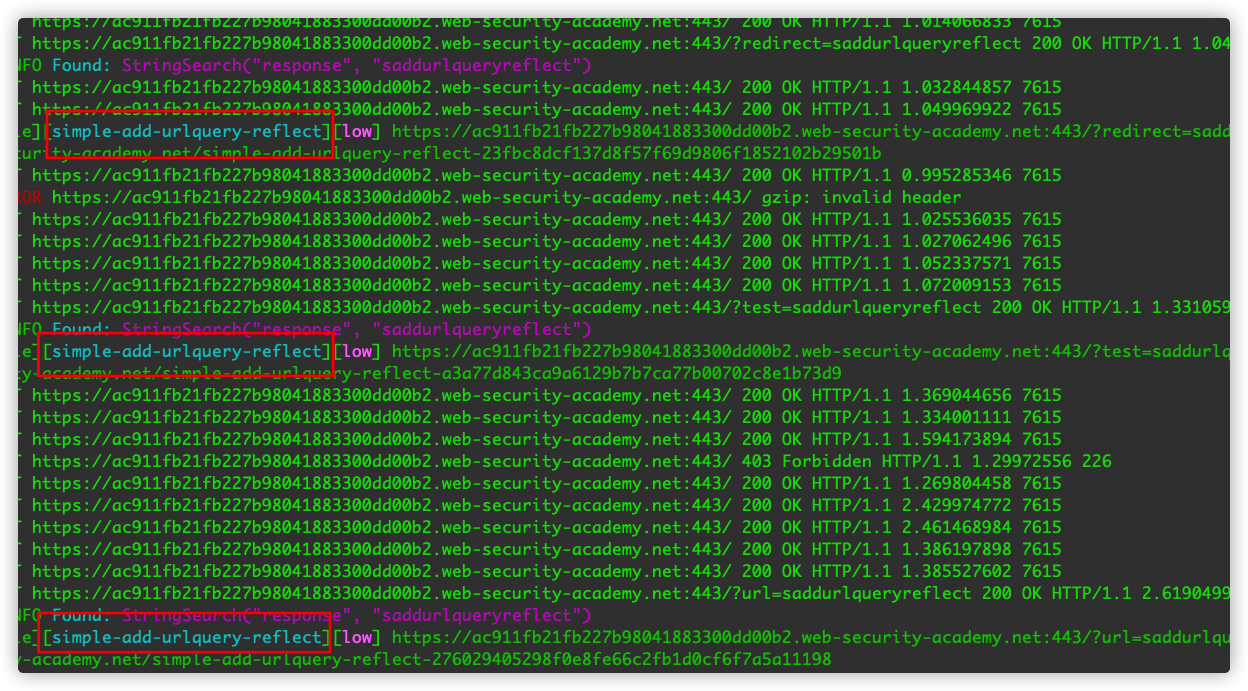 https://ac911fb21fb227b98041883300dd00b2.web-security-academy.net:443/ 200 OK HTTP/1.1 1.014066833 7615
https://ac911fb21fb227b98041883300dd00b2.web-security-academy.net:443/?redirect=saddurlqueryreflect 200 OK HTTP/1.1 1.04
NFO Found: StringSearch("response", "saddurlqueryreflect")
https://ac911fb21fb227b98041883300dd00b2.web-security-academy.net:443/ 200 OK HTTP/1.1 1.032844857 7615
https://ac911fb21fb227b98041883300dd00b2.web-security-academy.net:443/ 200 OK HTTP/1.1 1.049969922 7615
le][simple-add-urlquery-reflect][low] https://ac911fb21fb227b98041883300dd00b2.web-security-academy.net:443/?redirect=sadd
curity-academy.net/simple-add-urlquery-reflect-23fbc8dcf137d8f57f69d9806f1852102b29501b
https://ac911fb21fb227b98041883300dd00b2.web-security-academy.net:443/ 200 OK HTTP/1.1 0.995285346 7615
ROR https://ac911fb21fb227b98041883300dd00b2.web-security-academy.net:443/ gzip: invalid header
https://ac911fb21fb227b98041883300dd00b2.web-security-academy.net:443/ 200 OK HTTP/1.1 1.025536035 7615
https://ac911fb21fb227b98041883300dd00b2.web-security-academy.net:443/ 200 OK HTTP/1.1 1.027062496 7615
https://ac911fb21fb227b98041883300dd00b2.web-security-academy.net:443/ 200 OK HTTP/1.1 1.052337571 7615
https://ac911fb21fb227b98041883300dd00b2.web-security-academy.net:443/ 200 OK HTTP/1.1 1.072009153 7615
https://ac911fb21fb227b98041883300dd00b2.web-security-academy.net:443/?test=saddurlqueryreflect 200 OK HTTP/1.1 1.331059
NFO Found: StringSearch("response", "saddurlqueryreflect")
le][simple-add-urlquery-reflect][low] https://ac911fb21fb227b98041883300dd00b2.web-security-academy.net:443/?test=saddurlq
ty-academy.net/simple-add-urlquery-reflect-a3a77d843ca9a6129b7b7ca77b00702c8e1b73d9
https://ac911fb21fb227b98041883300dd00b2.web-security-academy.net:443/ 200 OK HTTP/1.1 1.369044656 7615
https://ac911fb21fb227b98041883300dd00b2.web-security-academy.net:443/ 200 OK HTTP/1.1 1.334001111 7615
https://ac911fb21fb227b98041883300dd00b2.web-security-academy.net:443/ 200 OK HTTP/1.1 1.594173894 7615
https://ac911fb21fb227b98041883300dd00b2.web-security-academy.net:443/ 403 Forbidden HTTP/1.1 1.29972556 226
https://ac911fb21fb227b98041883300dd00b2.web-security-academy.net:443/ 200 OK HTTP/1.1 1.269804458 7615
https://ac911fb21fb227b98041883300dd00b2.web-security-academy.net:443/ 200 OK HTTP/1.1 2.429974772 7615
https://ac911fb21fb227b98041883300dd00b2.web-security-academy.net:443/ 200 OK HTTP/1.1 2.461468984 7615
https://ac911fb21fb227b98041883300dd00b2.web-security-academy.net:443/ 200 OK HTTP/1.1 1.386197898 7615
https://ac911fb21fb227b98041883300dd00b2.web-security-academy.net:443/ 200 OK HTTP/1.1 1.385527602 7615
https://ac911fb21fb227b98041883300dd00b2.web-security-academy.net:443/?url=saddurlqueryreflect 200 OK HTTP/1.1 2.6190499
NFO Found: StringSearch("response", "saddurlqueryreflect")
le][simple-add-urlquery-reflect][low] https://ac911fb21fb227b98041883300dd00b2.web-security-academy.net:443/?url=saddurlqu
y-academy.net/simple-add-urlquery-reflect-276029405298f0e8fe66c2fb1d0cf6f7a5a11198